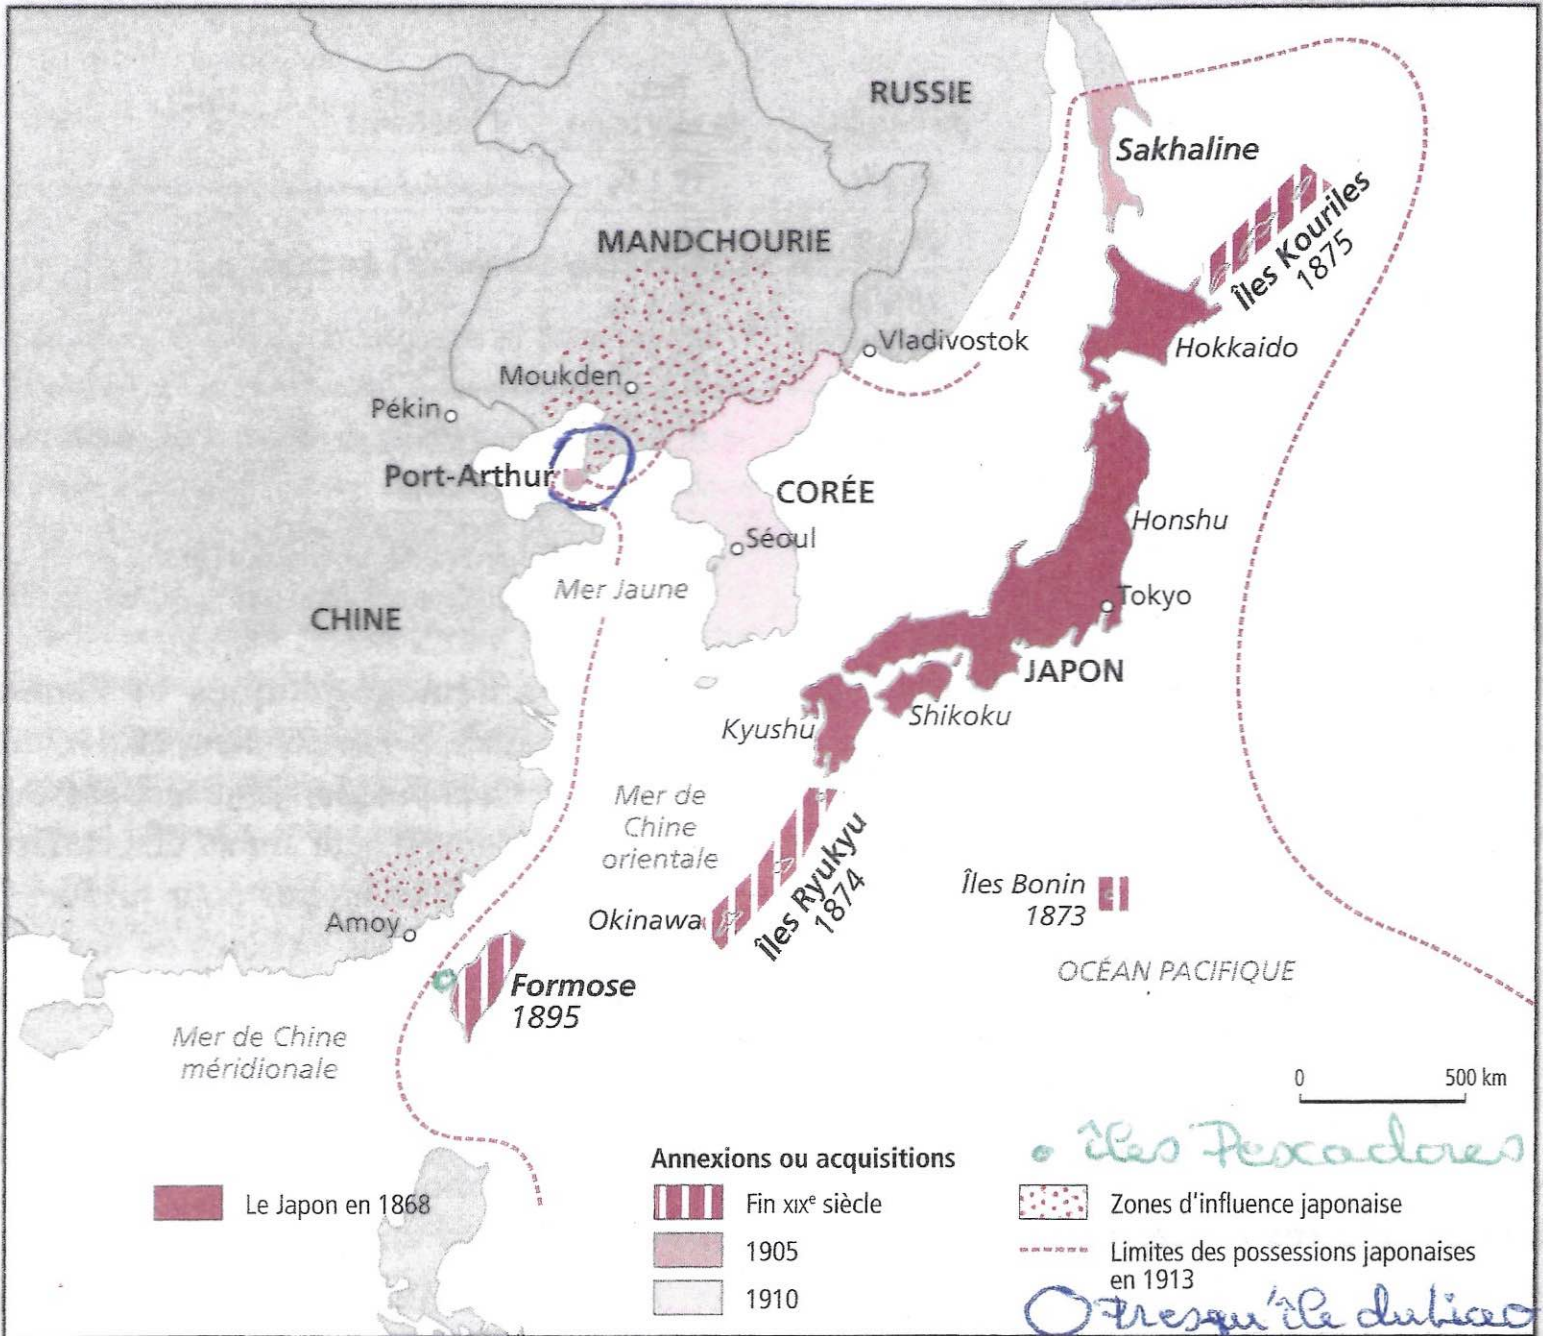 RUSSIE
Sakhaline
Îles Kouriles
1875
MANDCHOURIE
Vladivostok
Hokkaido
Moukden
Pékin
Port-Arthur
CORÉE
Honshu
Séoul
Mer Jaune
Tokyo
CHINE
JAPON
Shikoku
Kyushu
Mer de
Chine
orientale
Îles Ryukyu
1874
Îles Bonin
1873
Okinawa
Amoy
OCÉAN PACIFIQUE
Formose
1895
Mer de Chine
méridionale
0 500 km
îles Pescadores
Le Japon en 1868
Annexions ou acquisitions
Fin XIXe siècle
1905
1910
Zones d'influence japonaise
Limites des possessions japonaises
en 1913
Presqu'île du Liao